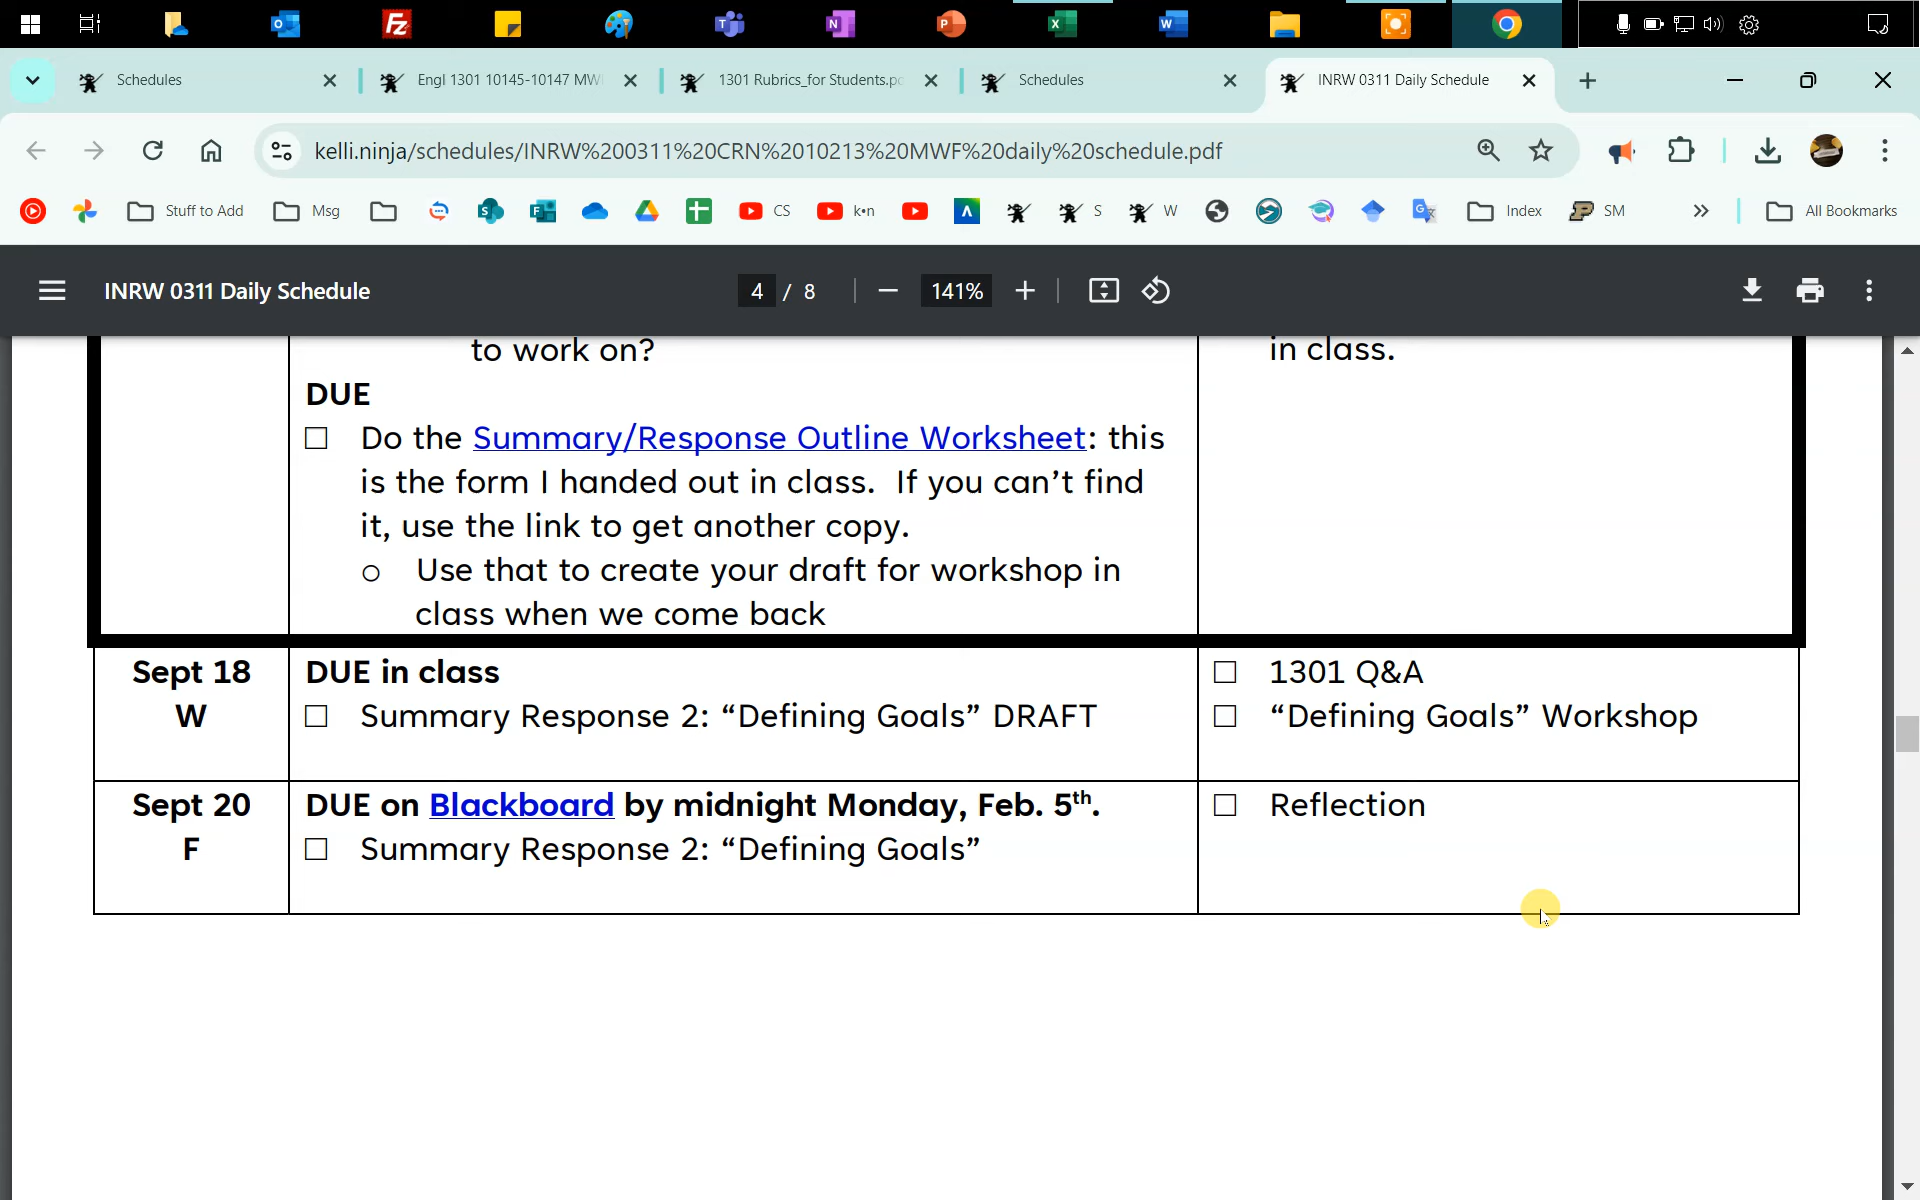 Schedules
Engl 1301 10145-10147 MW
1301 Rubrics_for Students.p
Schedules
INRW 0311 Daily Schedule
kelli.ninja/schedules/INRW%200311%20CRN%2010213%20MWF%20daily%20schedule.pdf
Stuff to Add
Msg
CS
k•n
S
W
Index
SM
All Bookmarks
INRW 0311 Daily Schedule
4 / 8
141%
to work on?
in class.
DUE
☐ Do the Summary/Response Outline Worksheet: this
is the form I handed out in class. If you can’t find
it, use the link to get another copy.
o Use that to create your draft for workshop in
class when we come back
Sept 18
W
DUE in class
☐ Summary Response 2: “Defining Goals” DRAFT
☐ 1301 Q&A
☐ “Defining Goals” Workshop
Sept 20
F
DUE on Blackboard by midnight Monday, Feb. 5th.
☐ Summary Response 2: “Defining Goals”
☐ Reflection